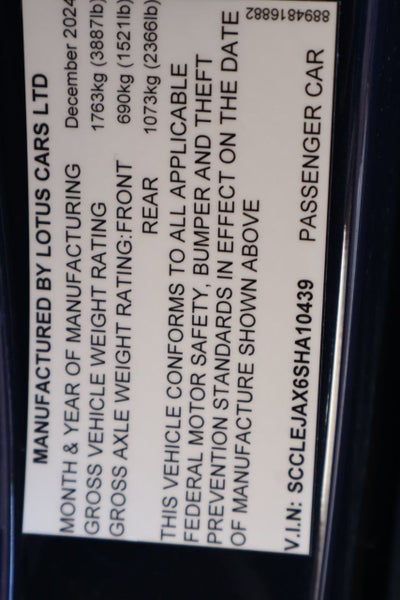 MANUFACTURED BY LOTUS CARS LTD
MONTH & YEAR OF MANUFACTURING December 2024
GROSS VEHICLE WEIGHT RATING 1763kg (3887lb)
GROSS AXLE WEIGHT RATING: FRONT 690kg (1521lb)
REAR 1073kg (2366lb)
THIS VEHICLE CONFORMS TO ALL APPLICABLE
FEDERAL MOTOR SAFETY, BUMPER AND THEFT
PREVENTION STANDARDS IN EFFECT ON THE DATE
OF MANUFACTURE SHOWN ABOVE
V.I.N: SCCLEJAX6SHA10439 PASSENGER CAR
8894816882